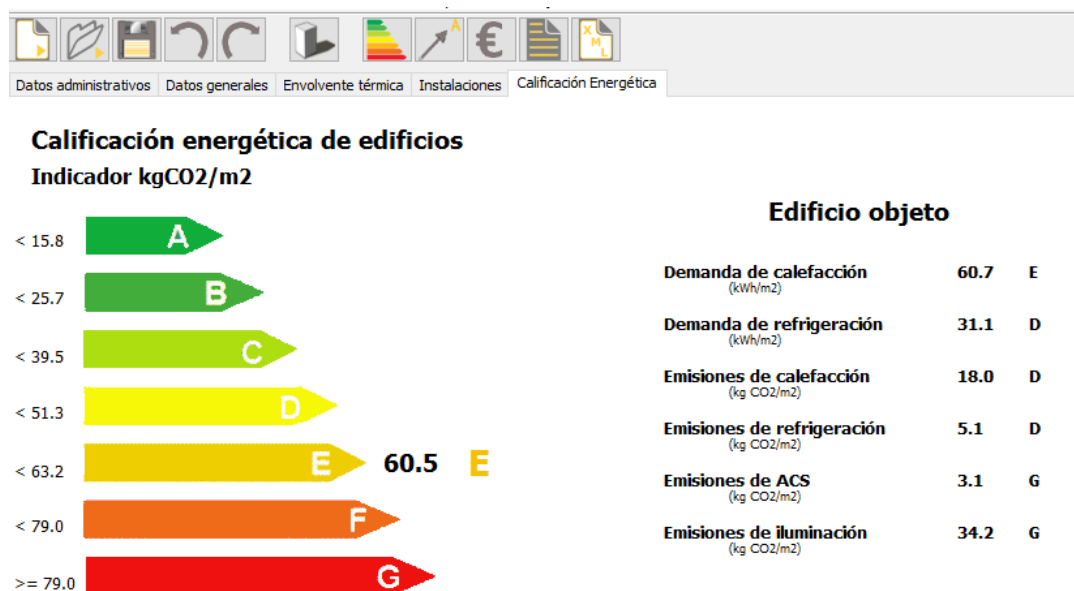 A
€
X
M
L
Datos administrativos Datos generales Envolvente térmica Instalaciones Calificación Energética
Calificación energética de edificios
Indicador kgCO2/m2
< 15.8 A
< 25.7 B
< 39.5 C
< 51.3 D
< 63.2 E 60.5 E
< 79.0 F
>= 79.0 G
Edificio objeto
Demanda de calefacción 60.7 E
(kWh/m2)
Demanda de refrigeración 31.1 D
(kWh/m2)
Emisiones de calefacción 18.0 D
(kg CO2/m2)
Emisiones de refrigeración 5.1 D
(kg CO2/m2)
Emisiones de ACS 3.1 G
(kg CO2/m2)
Emisiones de iluminación 34.2 G
(kg CO2/m2)